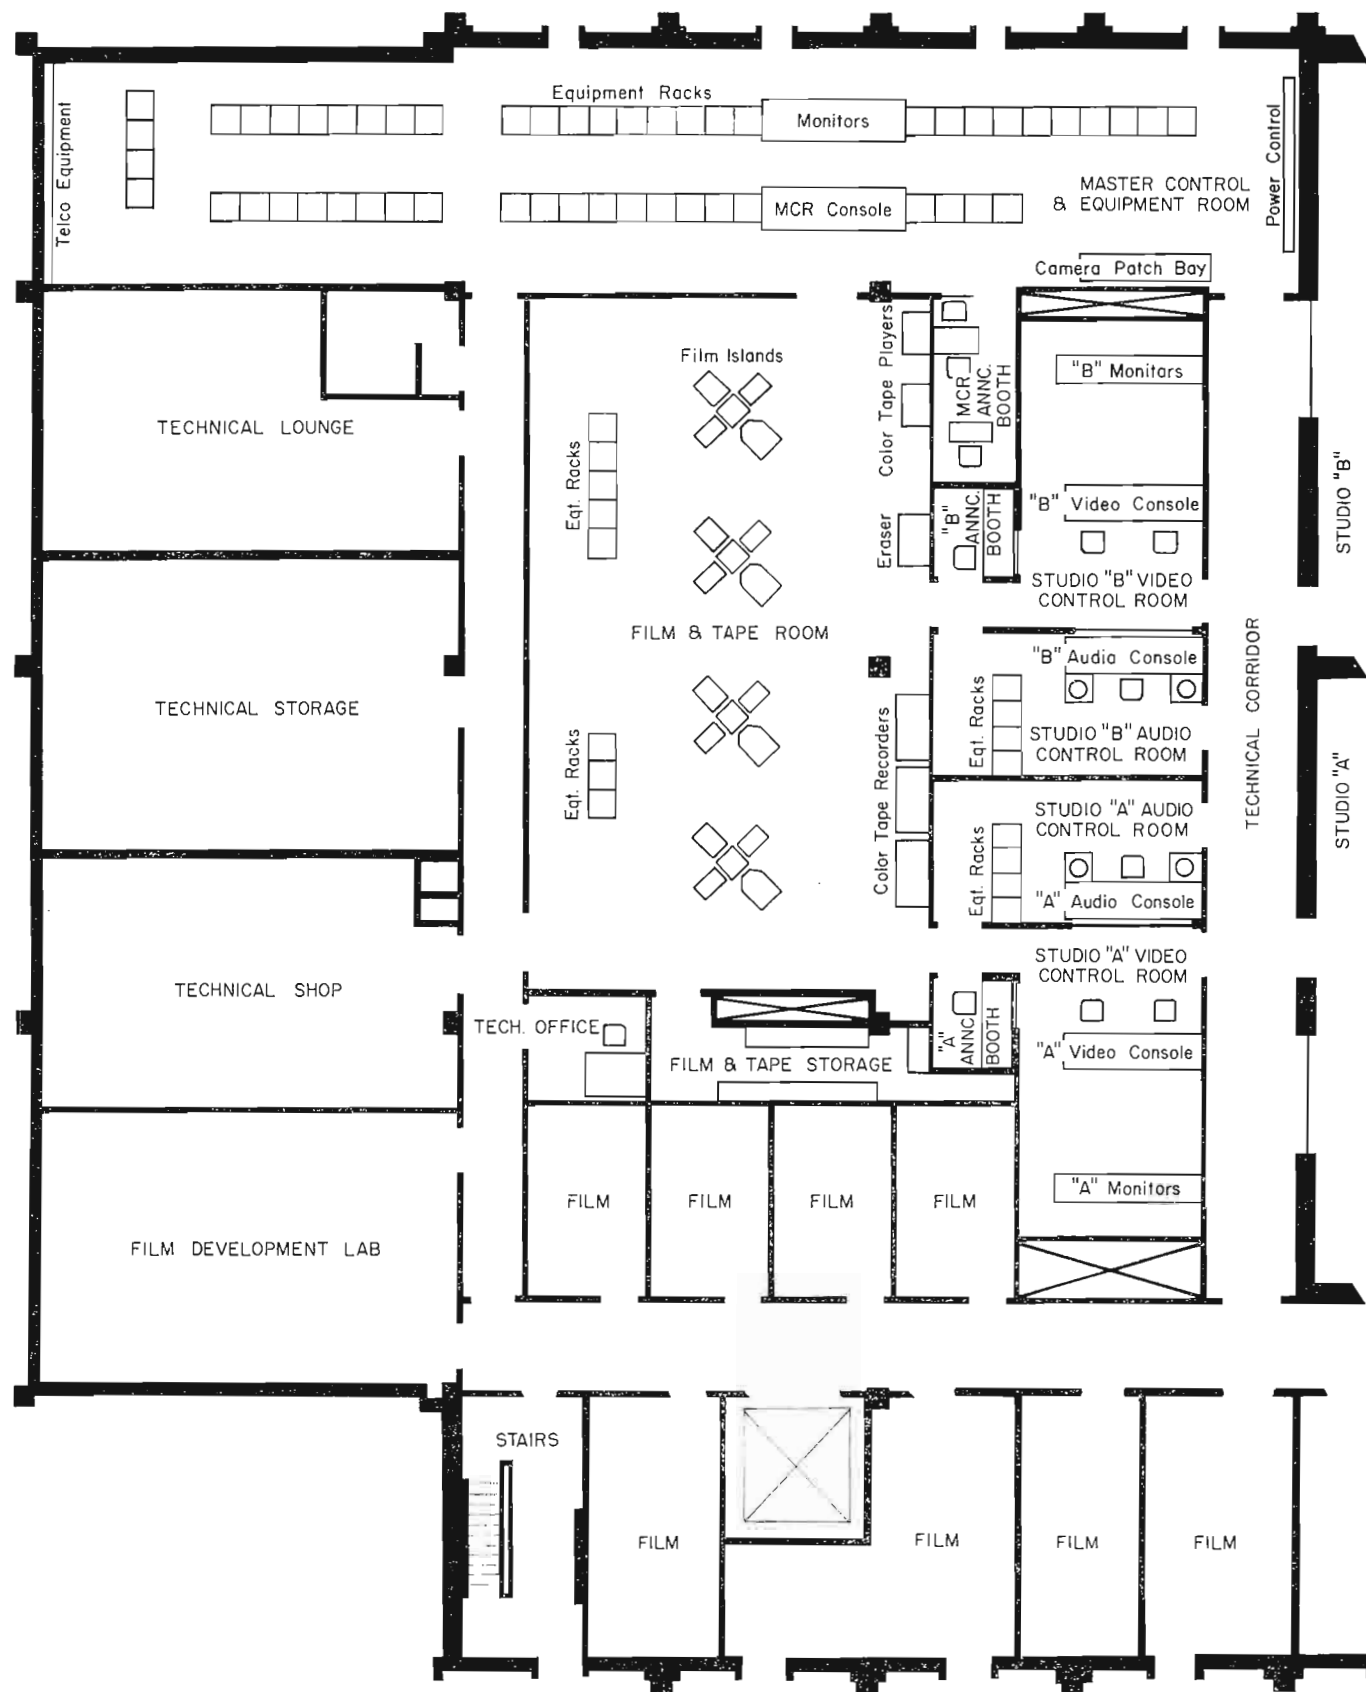 Equipment Racks
Monitors
Telco Equipment
Power Control
MASTER CONTROL
& EQUIPMENT ROOM
MCR Console
Camera Patch Bay
TECHNICAL LOUNGE
Film Islands
Eqt. Racks
Color Tape Players
MCR
ANNC.
BOOTH
"B" Monitors
Eraser
"B"
ANNC.
BOOTH
"B" Video Console
STUDIO "B" VIDEO
CONTROL ROOM
STUDIO "B"
FILM & TAPE ROOM
TECHNICAL STORAGE
"B" Audio Console
Eqt. Racks
STUDIO "B" AUDIO
CONTROL ROOM
TECHNICAL CORRIDOR
Eqt. Racks
Color Tape Recorders
STUDIO "A" AUDIO
CONTROL ROOM
STUDIO "A"
Eqt. Racks
"A" Audio Console
STUDIO "A" VIDEO
CONTROL ROOM
TECHNICAL SHOP
TECH. OFFICE
FILM & TAPE STORAGE
"A"
ANNC
BOOTH
"A" Video Console
"A" Monitors
FILM
FILM
FILM
FILM
FILM DEVELOPMENT LAB
STAIRS
FILM
FILM
FILM
FILM